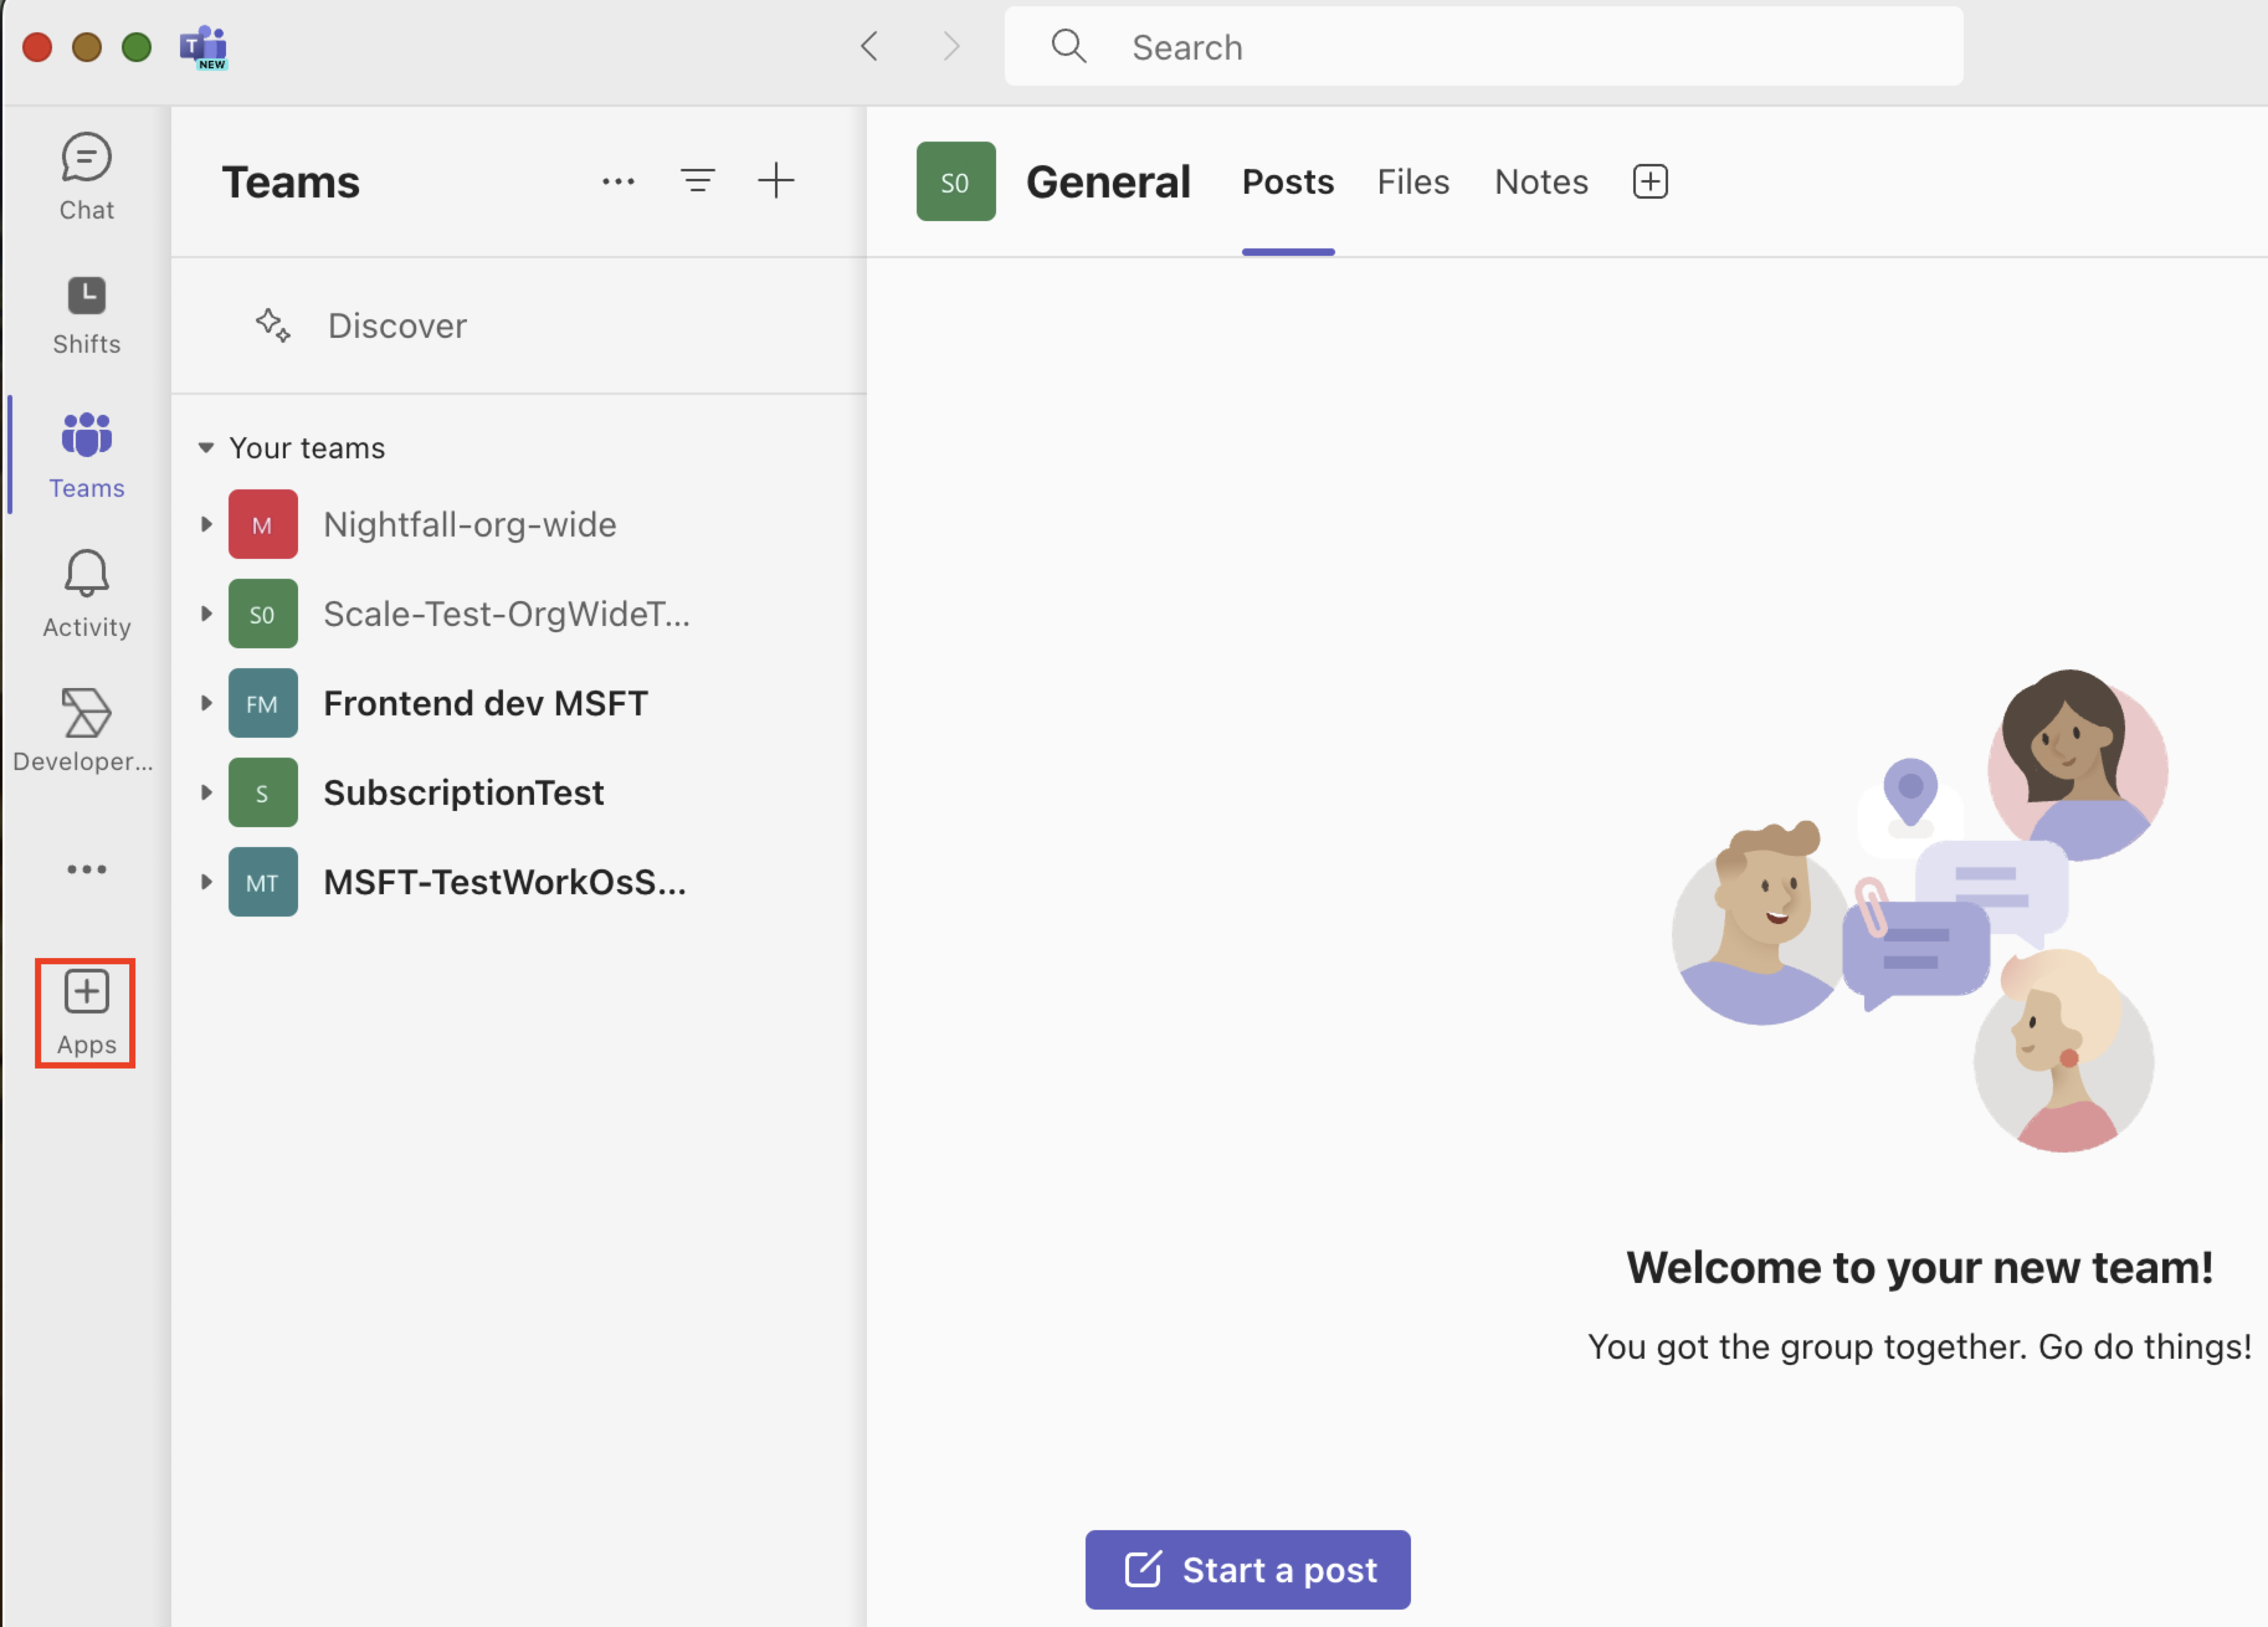 T
NEW
Search
Chat
Shifts
Teams
Activity
Developer...
Apps
Teams
Discover
Your teams
M Nightfall-org-wide
S0 Scale-Test-OrgWideT...
FM Frontend dev MSFT
S SubscriptionTest
MT MSFT-TestWorkOsS...
S0 General Posts Files Notes
Welcome to your new team!
You got the group together. Go do things!
Start a post